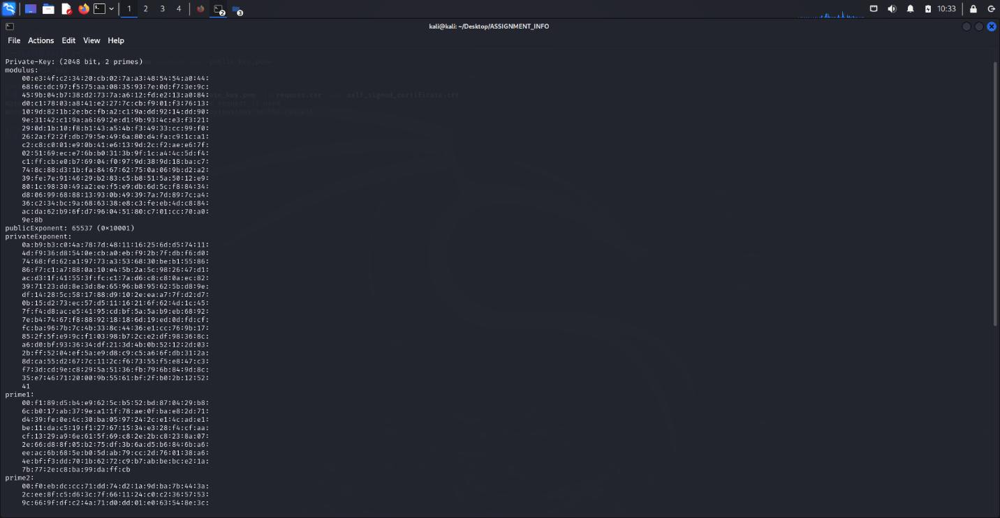 1 2 3 4 2 3 10:33
kali@kali: ~/Desktop/ASSIGNMENT_INFO
File Actions Edit View Help
Private-Key: (2048 bit, 2 primes)
modulus:
00:e3:4f:c2:34:20:cb:02:7a:a3:48:54:54:a0:44:
68:6c:dc:97:f5:75:aa:08:35:93:7e:0d:f7:3e:9c:
45:9b:04:b7:38:d2:73:7a:a6:12:fd:e2:13:a0:84:
d0:c1:78:03:a8:41:e2:27:7c:cb:f9:01:f3:76:13:
10:9d:82:1b:2e:bc:fb:a2:c1:9a:dd:92:14:dd:90:
9e:31:42:c1:9a:a6:69:2e:d1:9b:93:4c:e3:f3:21:
29:0d:1b:10:f8:b1:43:a5:4b:f3:49:33:cc:99:f0:
26:2a:f2:2f:db:79:5e:49:6a:80:d4:fa:c9:1c:a1:
c2:c8:c0:01:e9:0b:41:e6:13:9d:2c:f2:ae:e6:7f:
02:51:69:ec:e7:6b:b0:31:3b:9f:1c:a4:4c:5d:f4:
c1:ff:cb:e0:b7:69:04:f0:97:9d:38:9d:18:ba:c7:
74:8c:88:d3:1b:fa:84:67:62:75:0a:06:9b:d2:a2:
39:fe:7e:91:46:29:b2:83:c5:b8:51:5a:50:12:e9:
80:1c:98:30:49:a2:ee:f5:e9:db:6d:5c:f8:84:34:
d8:06:99:68:88:13:93:0b:49:39:7a:7d:89:7c:a4:
36:c2:34:bc:9a:68:63:38:e8:c3:fe:eb:4d:c8:84:
ac:da:62:b9:6f:d7:96:04:51:80:c7:01:cc:70:a0:
9e:8b
publicExponent: 65537 (0×10001)
privateExponent:
0a:b9:b3:c0:4a:78:7d:48:11:16:25:6d:d5:74:11:
4d:f9:36:d8:54:0e:cb:a0:eb:f9:2b:7f:db:f6:d0:
74:68:fd:62:a1:97:73:a3:53:68:30:be:b1:55:86:
86:f7:c1:a7:88:0a:10:e4:5b:2a:5c:98:26:47:d1:
ac:d3:1f:41:55:3f:fc:c1:7a:d6:c8:c8:0a:ec:82:
39:71:23:dd:8e:3d:8e:65:96:b8:95:62:5b:d8:9e:
df:14:28:5c:58:17:88:d9:10:2e:ea:a7:7f:d2:d7:
0b:15:d2:73:ec:57:d5:11:16:21:6f:62:4d:1c:45:
7f:f4:d8:ac:e5:41:95:cd:bf:5a:5a:b9:eb:68:92:
7e:b4:74:67:f8:88:92:18:18:6d:19:ed:0d:fd:cf:
fc:ba:96:7b:7c:4b:33:8c:44:36:e1:cc:76:9b:17:
85:2f:5f:e9:9c:f1:03:98:b7:2c:e2:df:98:36:8c:
a6:d0:bf:93:36:34:df:21:3d:4b:0b:52:12:2d:03:
2b:ff:52:04:ef:5a:e9:d8:c9:c5:a6:6f:db:31:2a:
8d:ca:55:d2:67:7c:11:2c:f6:73:55:f5:e8:47:c3:
f7:3d:cd:9e:c8:29:5a:51:36:fb:79:6b:84:9d:8c:
35:e7:46:71:20:00:9b:55:61:bf:2f:b0:2b:12:52:
41
prime1:
00:f1:89:d5:b4:e9:62:5c:b5:52:bd:87:04:29:b8:
6c:b0:17:ab:37:9e:a1:1f:78:ae:0f:ba:e8:2d:71:
d4:39:fe:0e:4c:30:ba:05:97:24:2c:e1:4c:ad:e1:
be:11:da:c5:19:f1:27:67:15:34:e3:28:f4:cf:aa:
cf:13:29:a9:6e:61:5f:69:c8:2e:2b:c8:23:8a:07:
2e:66:d8:8f:05:b2:75:df:3b:6a:d5:b6:84:6b:a6:
ee:ac:6b:68:5e:b0:5d:ab:79:cc:2d:76:01:38:a6:
4e:bf:f3:dd:70:1b:62:72:c9:b7:ab:be:bc:e2:1a:
7b:77:2e:c8:ba:99:da:ff:cb
prime2:
00:f0:eb:dc:cc:71:dd:74:d2:1a:9d:ba:7b:44:3a:
2c:ee:8f:c5:d6:3c:7f:66:11:24:c0:c2:36:57:53:
9c:66:9f:df:c2:4a:71:d0:dd:01:e0:63:54:8e:3c: